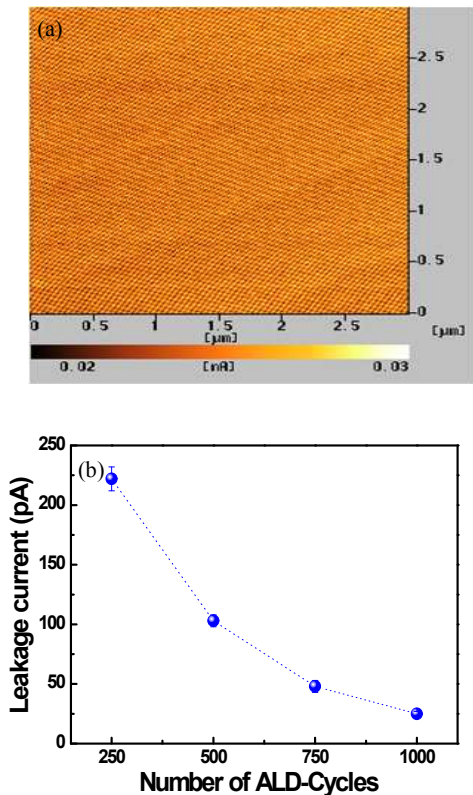 (a)
2.5
2
1.5
1
0.5
0
0 0.5 1 1.5 2 2.5
[µm] [µm]
0.02 [nA] 0.03
(b)
250
200
150
100
50
0
Leakage current (pA)
250 500 750 1000
Number of ALD-Cycles